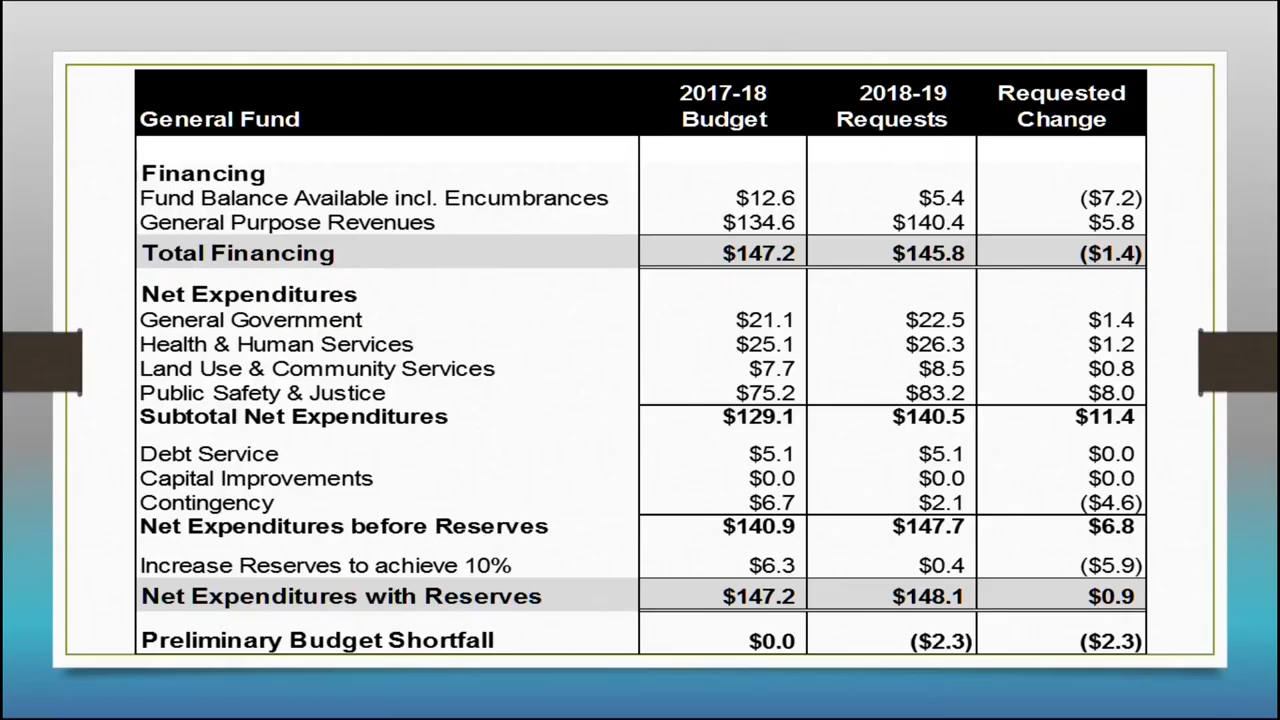 General Fund 2017-18 Budget 2018-19 Requests Requested Change
Financing
Fund Balance Available incl. Encumbrances $12.6 $5.4 ($7.2)
General Purpose Revenues $134.6 $140.4 $5.8
Total Financing $147.2 $145.8 ($1.4)
Net Expenditures
General Government $21.1 $22.5 $1.4
Health & Human Services $25.1 $26.3 $1.2
Land Use & Community Services $7.7 $8.5 $0.8
Public Safety & Justice $75.2 $83.2 $8.0
Subtotal Net Expenditures $129.1 $140.5 $11.4
Debt Service $5.1 $5.1 $0.0
Capital Improvements $0.0 $0.0 $0.0
Contingency $6.7 $2.1 ($4.6)
Net Expenditures before Reserves $140.9 $147.7 $6.8
Increase Reserves to achieve 10% $6.3 $0.4 ($5.9)
Net Expenditures with Reserves $147.2 $148.1 $0.9
Preliminary Budget Shortfall $0.0 ($2.3) ($2.3)